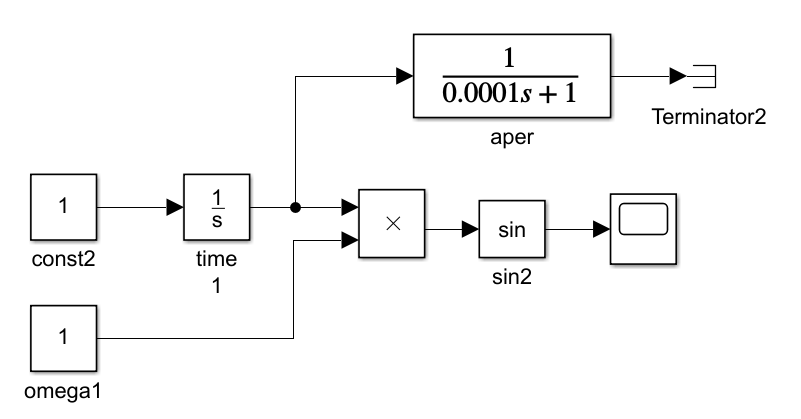 1
0.0001s + 1
aper
Terminator2
1
const2
1
s
time
1
×
sin
sin2
1
omega1